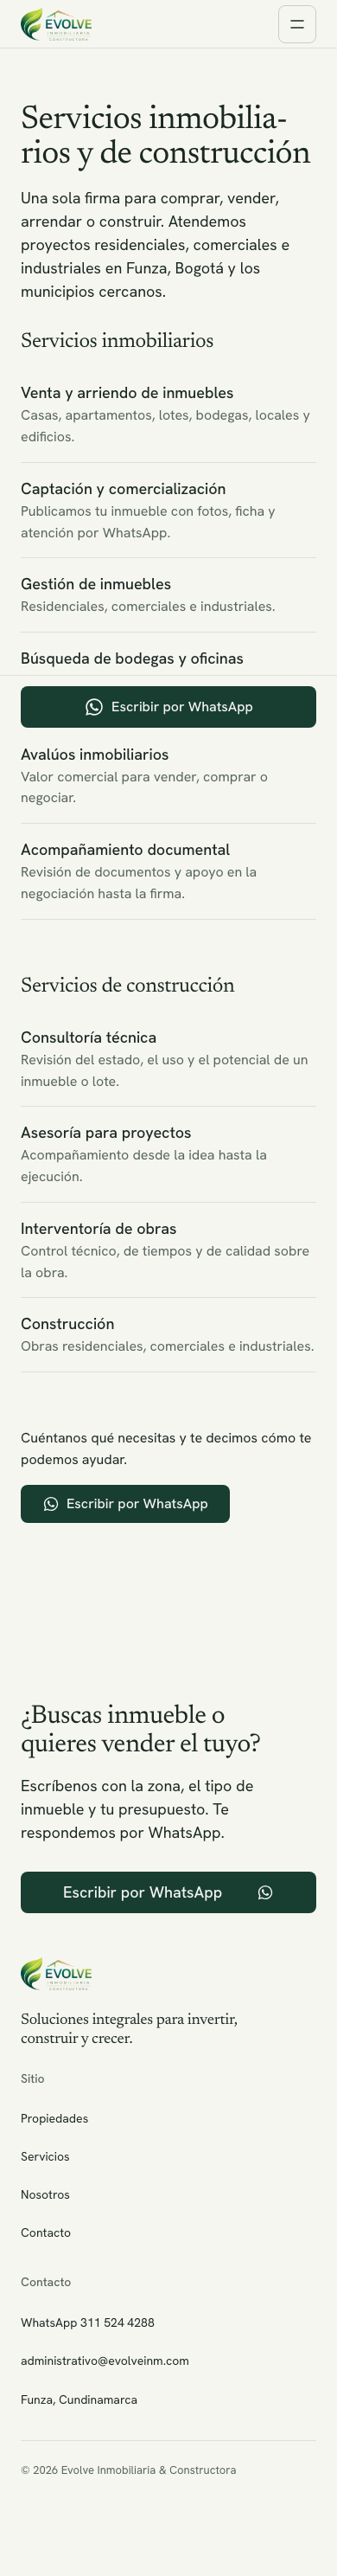 EVOLVE
INMOBILIARIA
CONSTRUCTORA
Servicios inmobilia-
rios y de construcción
Una sola firma para comprar, vender,
arrendar o construir. Atendemos
proyectos residenciales, comerciales e
industriales en Funza, Bogotá y los
municipios cercanos.
Servicios inmobiliarios
Venta y arriendo de inmuebles
Casas, apartamentos, lotes, bodegas, locales y
edificios.
Captación y comercialización
Publicamos tu inmueble con fotos, ficha y
atención por WhatsApp.
Gestión de inmuebles
Residenciales, comerciales e industriales.
Búsqueda de bodegas y oficinas
Escribir por WhatsApp
Avalúos inmobiliarios
Valor comercial para vender, comprar o
negociar.
Acompañamiento documental
Revisión de documentos y apoyo en la
negociación hasta la firma.
Servicios de construcción
Consultoría técnica
Revisión del estado, el uso y el potencial de un
inmueble o lote.
Asesoría para proyectos
Acompañamiento desde la idea hasta la
ejecución.
Interventoría de obras
Control técnico, de tiempos y de calidad sobre
la obra.
Construcción
Obras residenciales, comerciales e industriales.
Cuéntanos qué necesitas y te decimos cómo te
podemos ayudar.
Escribir por WhatsApp
¿Buscas inmueble o
quieres vender el tuyo?
Escríbenos con la zona, el tipo de
inmueble y tu presupuesto. Te
respondemos por WhatsApp.
Escribir por WhatsApp
EVOLVE
INMOBILIARIA
CONSTRUCTORA
Soluciones integrales para invertir,
construir y crecer.
Sitio
Propiedades
Servicios
Nosotros
Contacto
Contacto
WhatsApp 311 524 4288
administrativo@evolveinm.com
Funza, Cundinamarca
© 2026 Evolve Inmobiliaria & Constructora